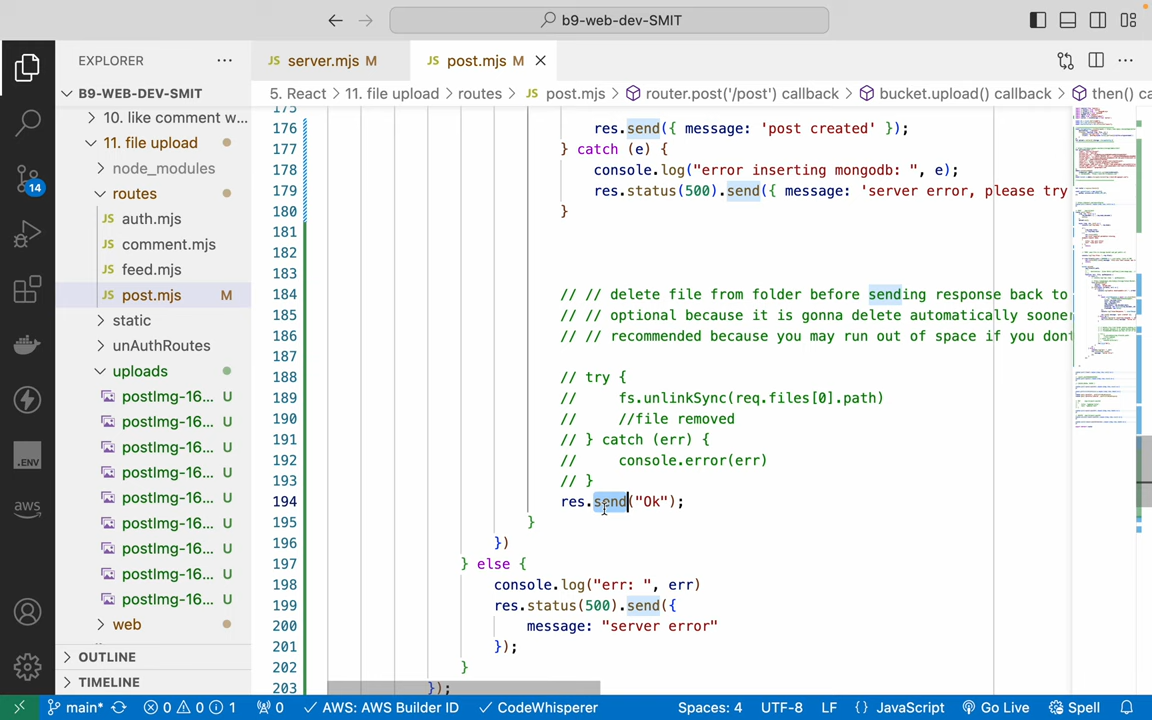 b9-web-dev-SMIT
EXPLORER
server.mjs M
post.mjs M
B9-WEB-DEV-SMIT
5. React > 11. file upload > routes > JS post.mjs > router.post('/post') callback > bucket.upload() callback > then() ca
10. like comment w...
11. file upload
node_modules
routes
JS auth.mjs
JS comment.mjs
JS feed.mjs
JS post.mjs M
static
unAuthRoutes
uploads
postImg-16... U
postImg-16... U
postImg-16... U
postImg-16... U
postImg-16... U
postImg-16... U
postImg-16... U
postImg-16... U
postImg-16... U
web
OUTLINE
TIMELINE
14
.ENV
aws
175
176 res.send({ message: 'post created' });
177 } catch (e) {
178 console.log("error inserting mongodb: ", e);
179 res.status(500).send({ message: 'server error, please try
180 }
181
182
183
184 // // delete file from folder before sending response back to
185 // // optional because it is gonna delete automatically sooner
186 // // recommended because you may run out of space if you dont
187
188 // try {
189 //     fs.unlinkSync(req.files[0].path)
190 //     //file removed
191 // } catch (err) {
192 //     console.error(err)
193 // }
194 res.send("Ok");
195 }
196 })
197 } else {
198 console.log("err: ", err)
199 res.status(500).send({
200 message: "server error"
201 });
202 }
203 });
main* 0 0 1 0 AWS: AWS Builder ID CodeWhisperer Spaces: 4 UTF-8 LF {} JavaScript Go Live Spell